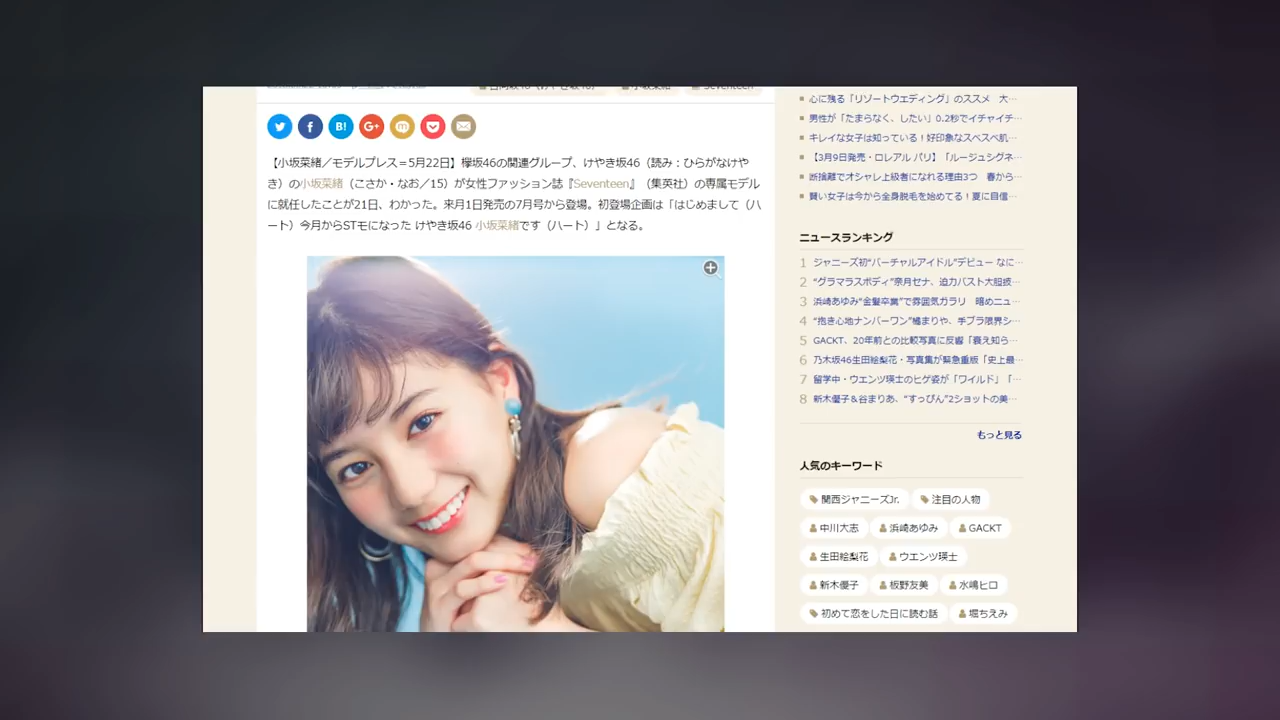 B!
G+
m
【小坂菜緒／モデルプレス＝5月22日】欅坂46の関連グループ、けやき坂46（読み：ひらがなけや
き）の小坂菜緒（こさか・なお／15）が女性ファッション誌『Seventeen』（集英社）の専属モデル
に就任したことが21日、わかった。来月1日発売の7月号から登場。初登場企画は「はじめまして（ハ
ート）今月からSTモになった けやき坂46 小坂菜緒です（ハート）」となる。
心に残る「リゾートウエディング」のススメ 大…
男性が「たまらなく、したい」0.2秒でイチャイチ…
キレイな女子は知っている！好印象なスベスベ肌…
【3月9日発売・ロレアル パリ】「ルージュシグネ…
断捨離でオシャレ上級者になれる理由3つ 春から…
賢い女子は今から全身脱毛を始めてる！夏に自信…
ニュースランキング
1 ジャニーズ初“バーチャルアイドル”デビュー なに…
2 “グラマラスボディ”奈月セナ、迫力バスト大胆披…
3 浜崎あゆみ“金髪卒業”で雰囲気ガラリ 暗めニュ…
4 “抱き心地ナンバーワン”橘まりや、手ブラ限界シ…
5 GACKT、20年前との比較写真に反響「衰え知ら…
6 乃木坂46生田絵梨花・写真集が緊急重版「史上最…
7 留学中・ウエンツ瑛士のヒゲ姿が「ワイルド」「…
8 新木優子＆谷まりあ、“すっぴん”2ショットの美…
もっと見る
人気のキーワード
関西ジャニーズJr. 注目の人物
中川大志 浜崎あゆみ GACKT
生田絵梨花 ウエンツ瑛士
新木優子 板野友美 水嶋ヒロ
初めて恋をした日に読む話 堀ちえみ